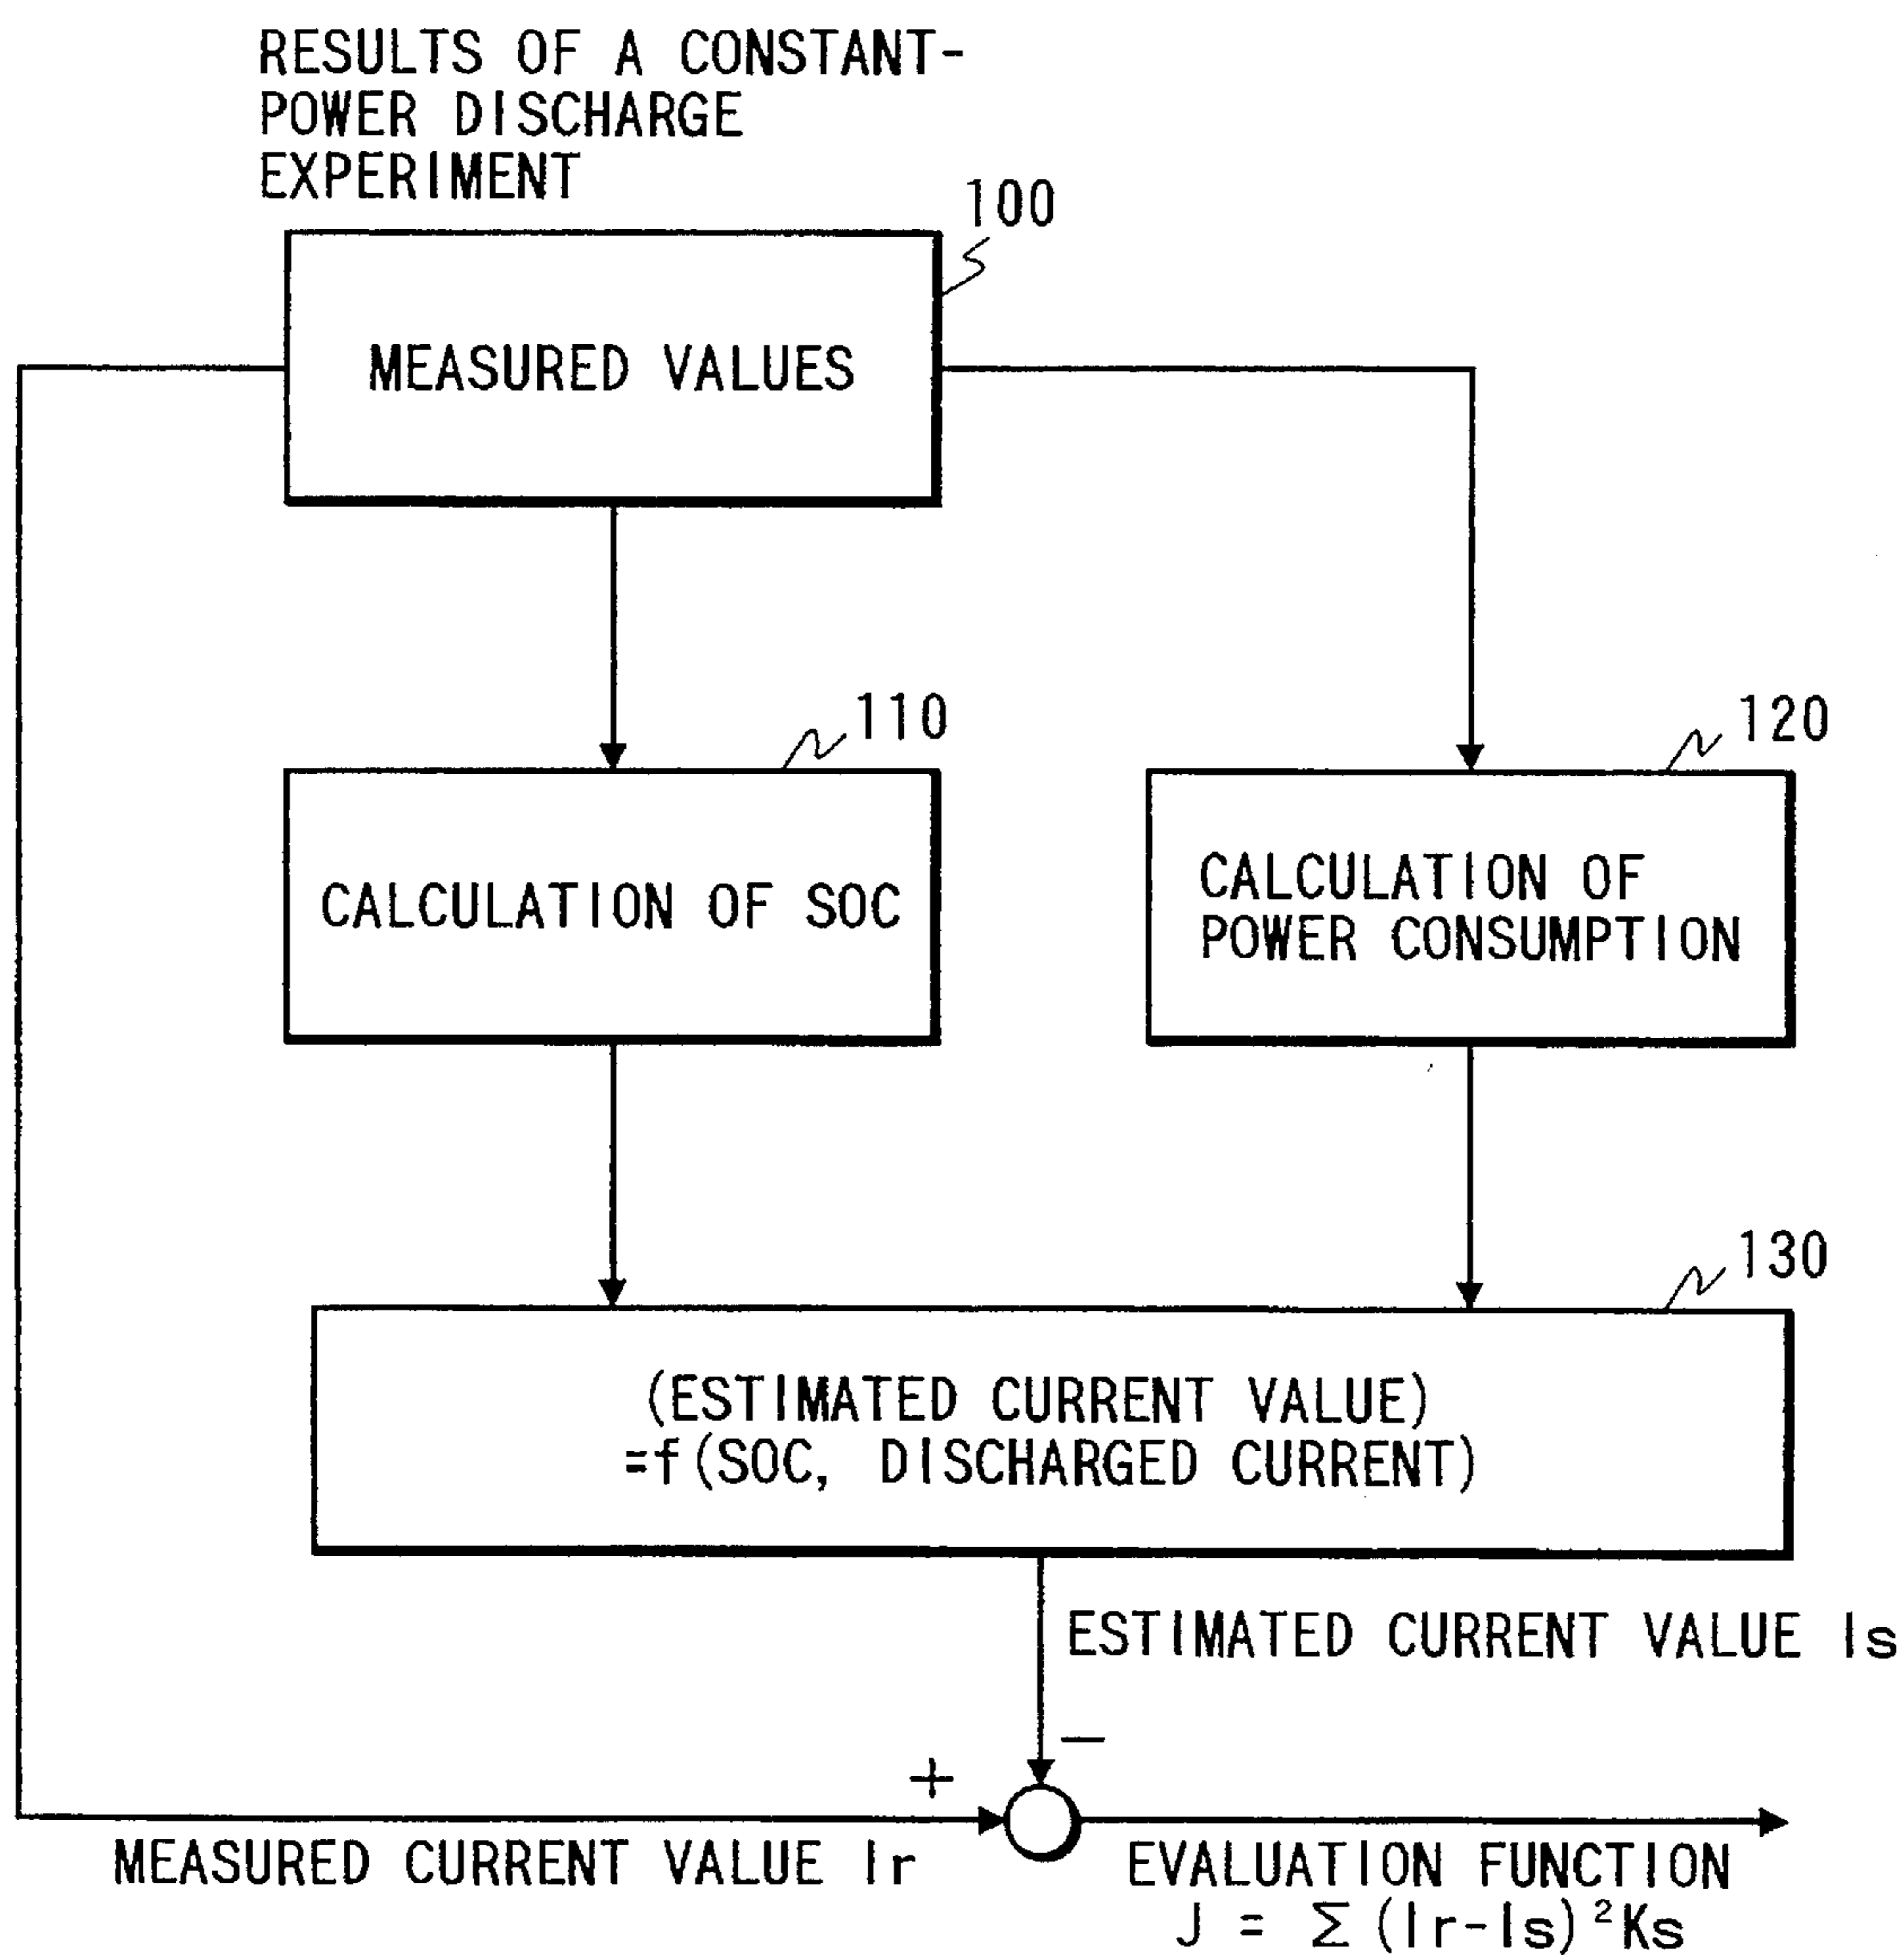 RESULTS OF A CONSTANT-
POWER DISCHARGE
EXPERIMENT
100
MEASURED VALUES
110
120
CALCULATION OF SOC
CALCULATION OF
POWER CONSUMPTION
130
(ESTIMATED CURRENT VALUE)
=f(SOC, DISCHARGED CURRENT)
ESTIMATED CURRENT VALUE Is
−
+
MEASURED CURRENT VALUE Ir
EVALUATION FUNCTION
J = Σ(Ir-Is)²Ks